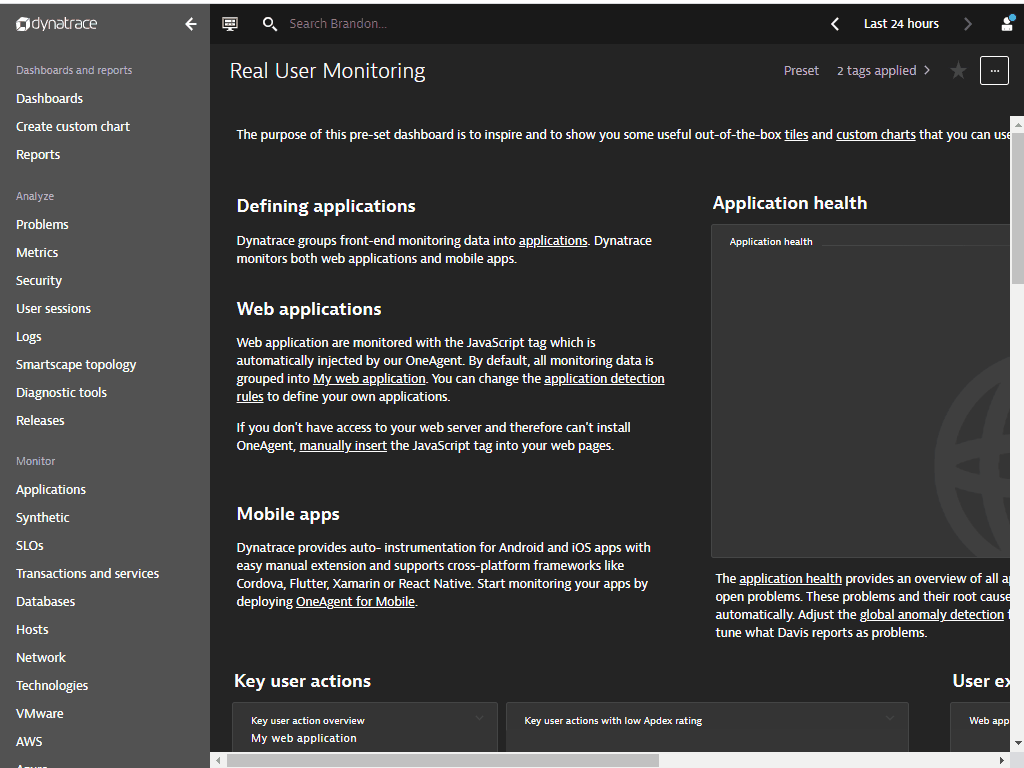 dynatrace
Search Brandon...
Last 24 hours
Dashboards and reports
Dashboards
Create custom chart
Reports
Analyze
Problems
Metrics
Security
User sessions
Logs
Smartscape topology
Diagnostic tools
Releases
Monitor
Applications
Synthetic
SLOs
Transactions and services
Databases
Hosts
Network
Technologies
VMware
AWS
Real User Monitoring
Preset
2 tags applied
...
The purpose of this pre-set dashboard is to inspire and to show you some useful out-of-the-box tiles and custom charts that you can use
Defining applications
Dynatrace groups front-end monitoring data into applications. Dynatrace
monitors both web applications and mobile apps.
Web applications
Web application are monitored with the JavaScript tag which is
automatically injected by our OneAgent. By default, all monitoring data is
grouped into My web application. You can change the application detection
rules to define your own applications.
If you don't have access to your web server and therefore can't install
OneAgent, manually insert the JavaScript tag into your web pages.
Mobile apps
Dynatrace provides auto- instrumentation for Android and iOS apps with
easy manual extension and supports cross-platform frameworks like
Cordova, Flutter, Xamarin or React Native. Start monitoring your apps by
deploying OneAgent for Mobile.
Application health
Application health
The application health provides an overview of all
open problems. These problems and their root cause
automatically. Adjust the global anomaly detection
tune what Davis reports as problems.
Key user actions
Key user action overview
My web application
Key user actions with low Apdex rating
User ex
Web app